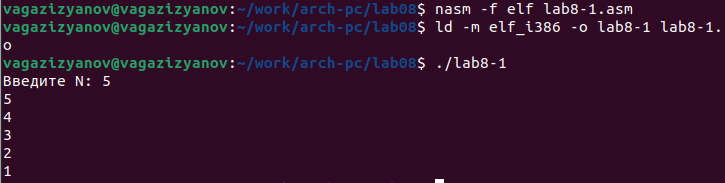 vagazizyanov@vagazizyanov:~/work/arch-pc/lab08$ nasm -f elf lab8-1.asm
vagazizyanov@vagazizyanov:~/work/arch-pc/lab08$ ld -m elf_i386 -o lab8-1 lab8-1.
o
vagazizyanov@vagazizyanov:~/work/arch-pc/lab08$ ./lab8-1
Введите N: 5
5
4
3
2
1